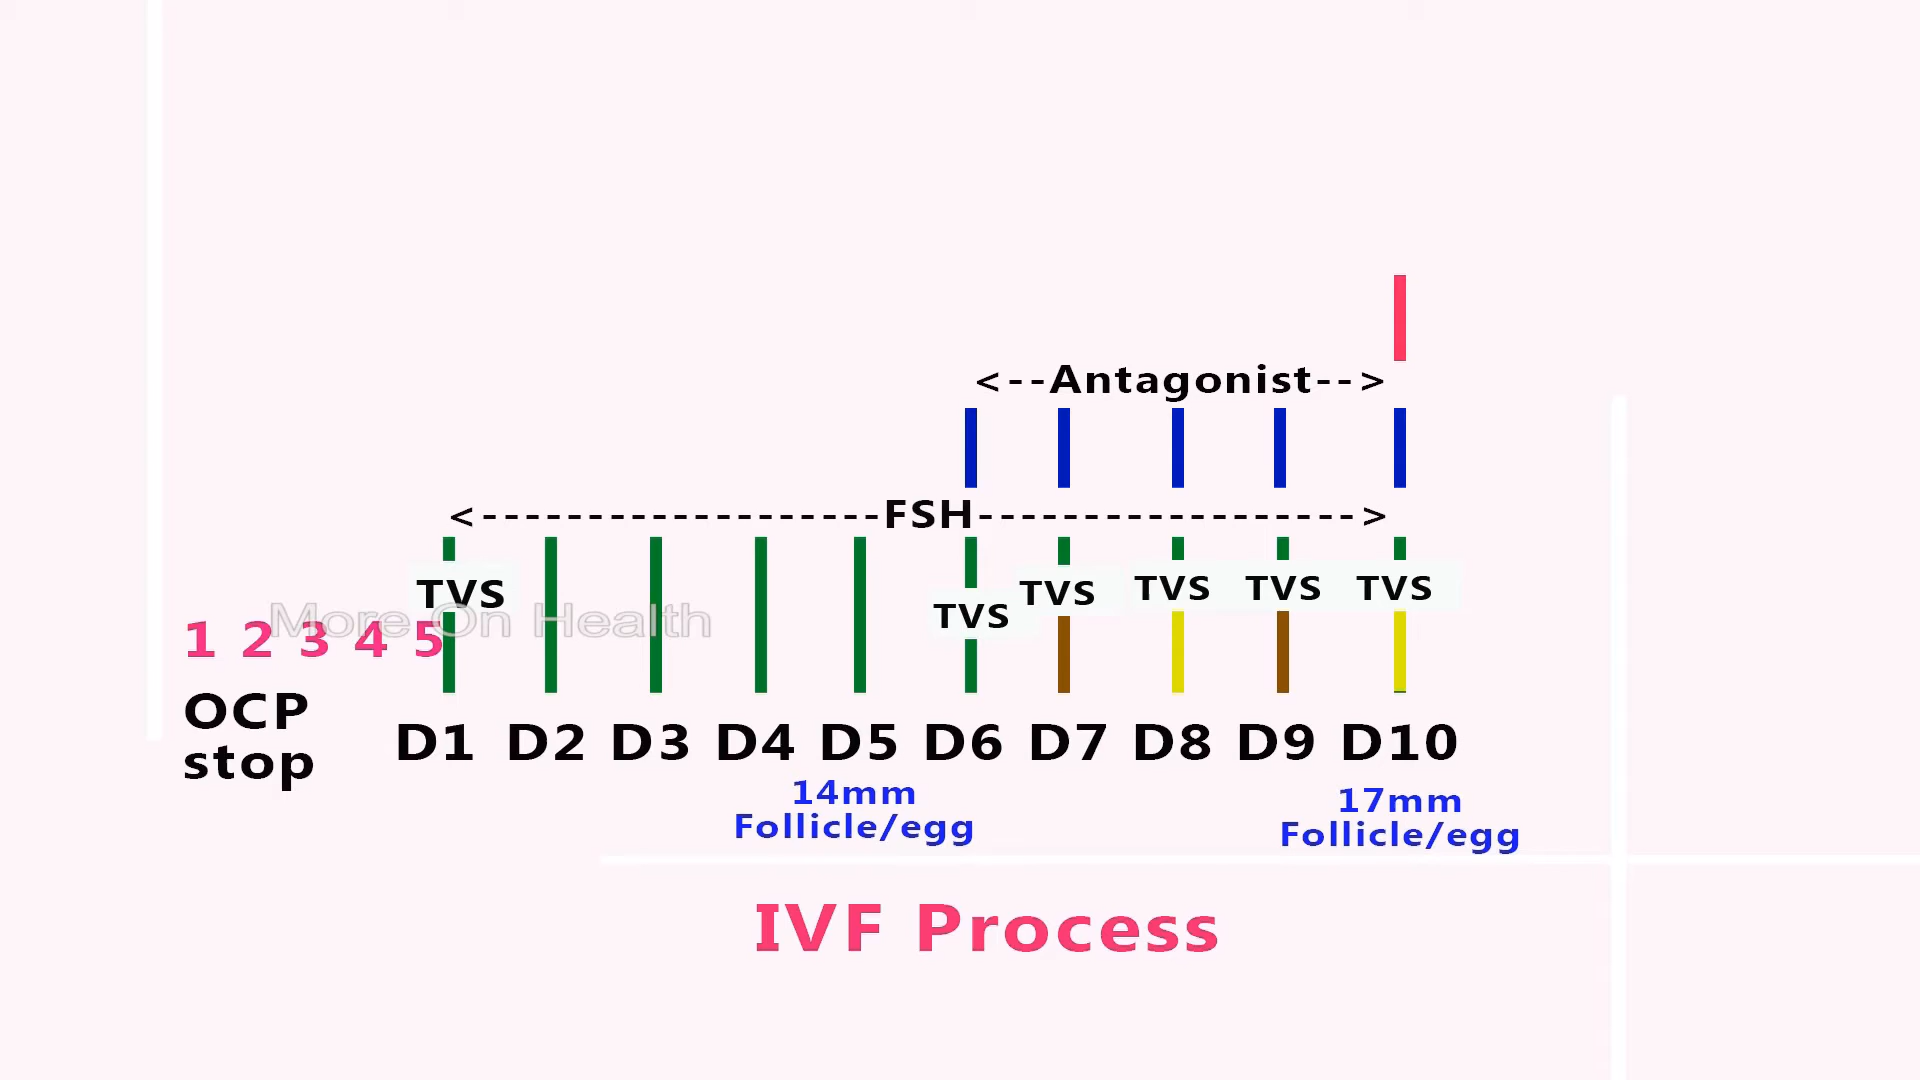 <--Antagonist-->
<-------------------FSH------------------>
TVS TVS TVS TVS TVS TVS
More On Health
1 2 3 4 5
OCP
stop
D1 D2 D3 D4 D5 D6 D7 D8 D9 D10
14mm
Follicle/egg
17mm
Follicle/egg
IVF Process